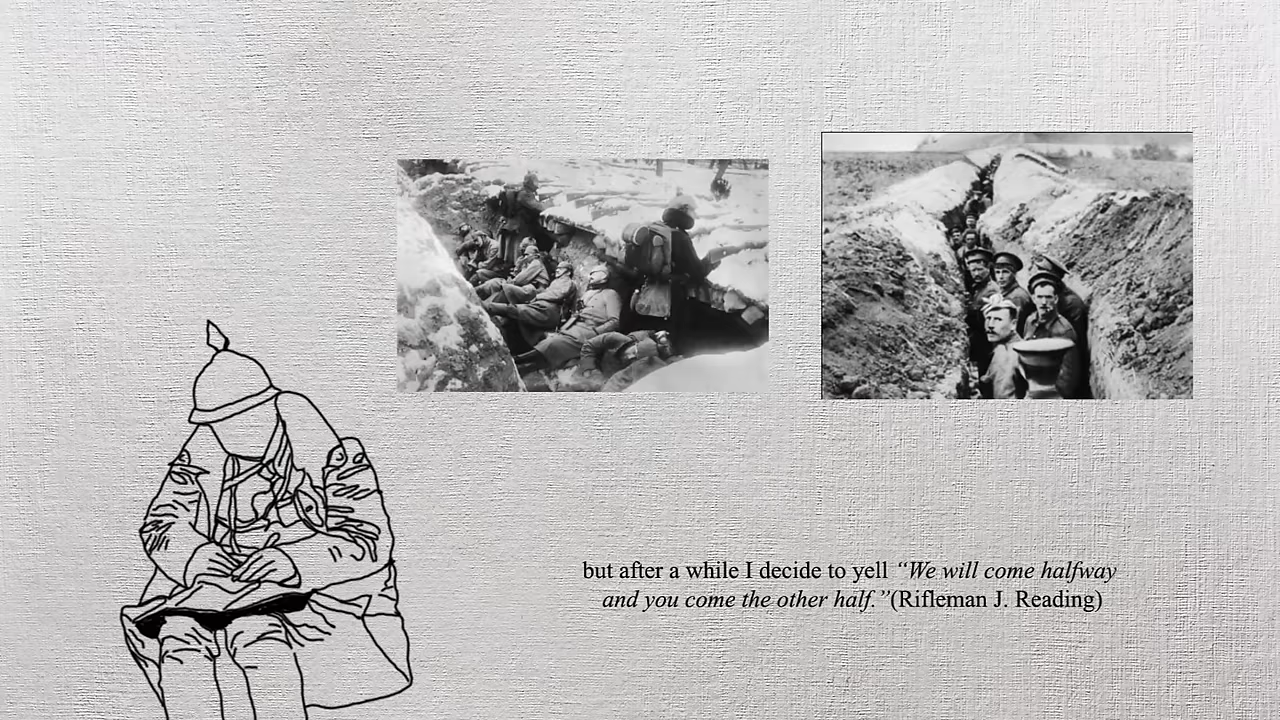 but after a while I decide to yell “We will come halfway
and you come the other half.”(Rifleman J. Reading)